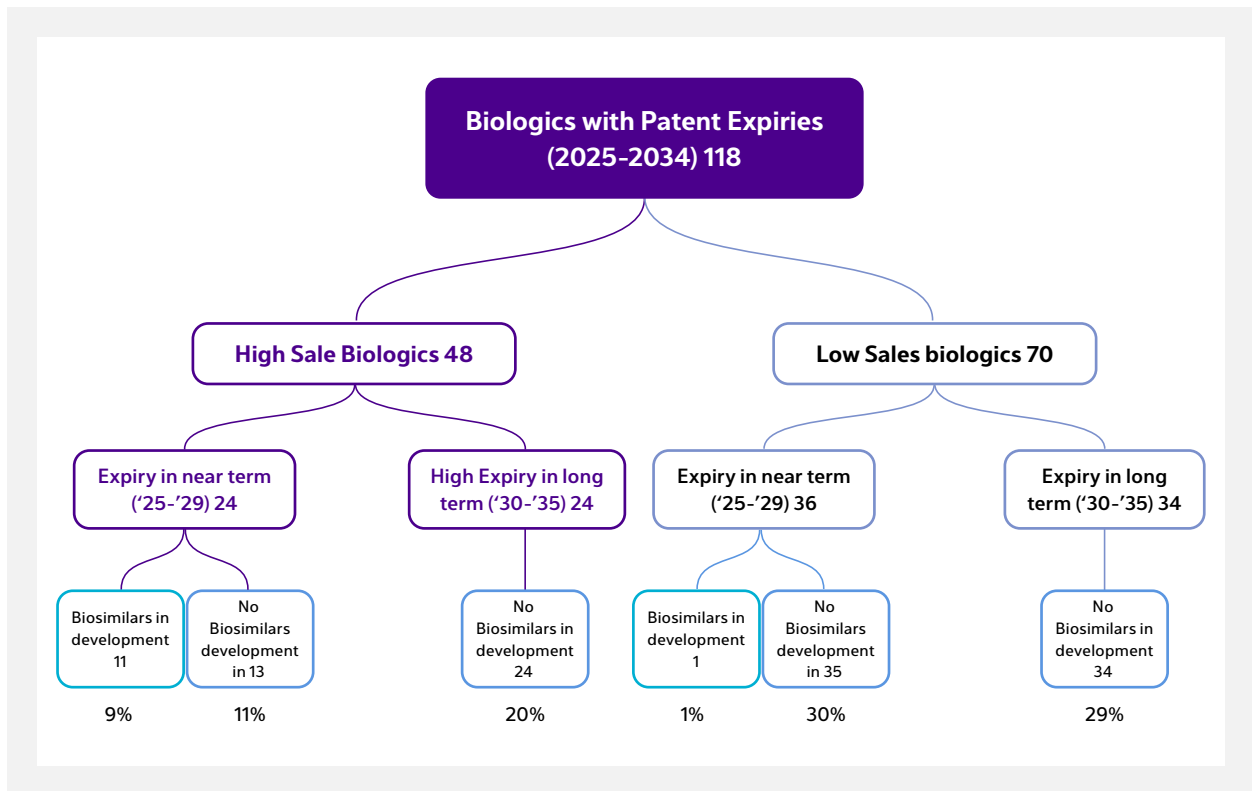 Biologics with Patent Expiries
(2025-2034) 118
High Sale Biologics 48
Low Sales biologics 70
Expiry in near term
(‘25-’29) 24
High Expiry in long
term (‘30-’35) 24
Expiry in near term
(‘25-’29) 36
Expiry in long
term (‘30-’35) 34
Biosimilars in
development
11
No
Biosimilars
development
in 13
No
Biosimilars in
development
24
Biosimilars in
development
1
No
Biosimilars
development
in 35
No
Biosimilars in
development
34
9%
11%
20%
1%
30%
29%